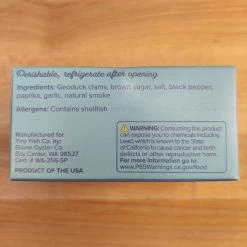 Perishable, refrigerate after opening
Ingredients: Geoduck clams, brown sugar, salt, black pepper,
paprika, garlic, natural smoke
Allergens: Contains shellfish
Manufactured for
Tiny Fish Co. by:
Ekone Oyster Co.
Bay Center, WA 98527
Cert. # WA-256-SP
PRODUCT OF THE USA
⚠ WARNING: Consuming this product
can expose you to chemicals including
Lead, which is known to the State
of California to cause cancer and birth
defects or other reproductive harm.
For more information go to:
www.P65Warnings.ca.gov/food